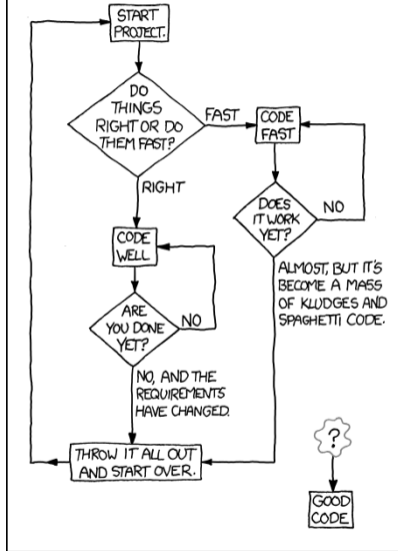 START
PROJECT.
DO
THINGS
RIGHT OR DO
THEM FAST?
FAST
CODE
FAST
RIGHT
DOES
IT WORK
YET?
NO
CODE
WELL
ALMOST, BUT IT'S
BECOME A MASS
OF KLUDGES AND
SPAGHETTI CODE.
ARE
YOU DONE
YET?
NO
NO, AND THE
REQUIREMENTS
HAVE CHANGED.
THROW IT ALL OUT
AND START OVER.
?
GOOD
CODE